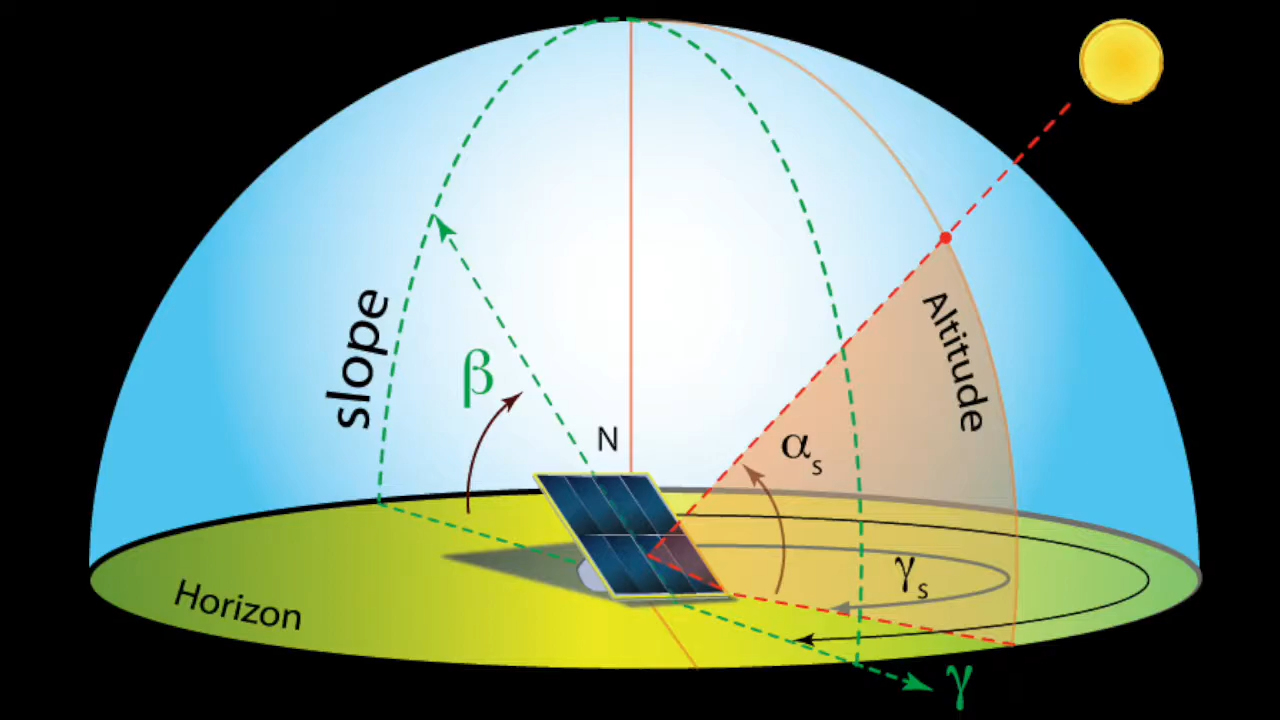 slope
β
N
Altitude
αs
γs
Horizon
γ